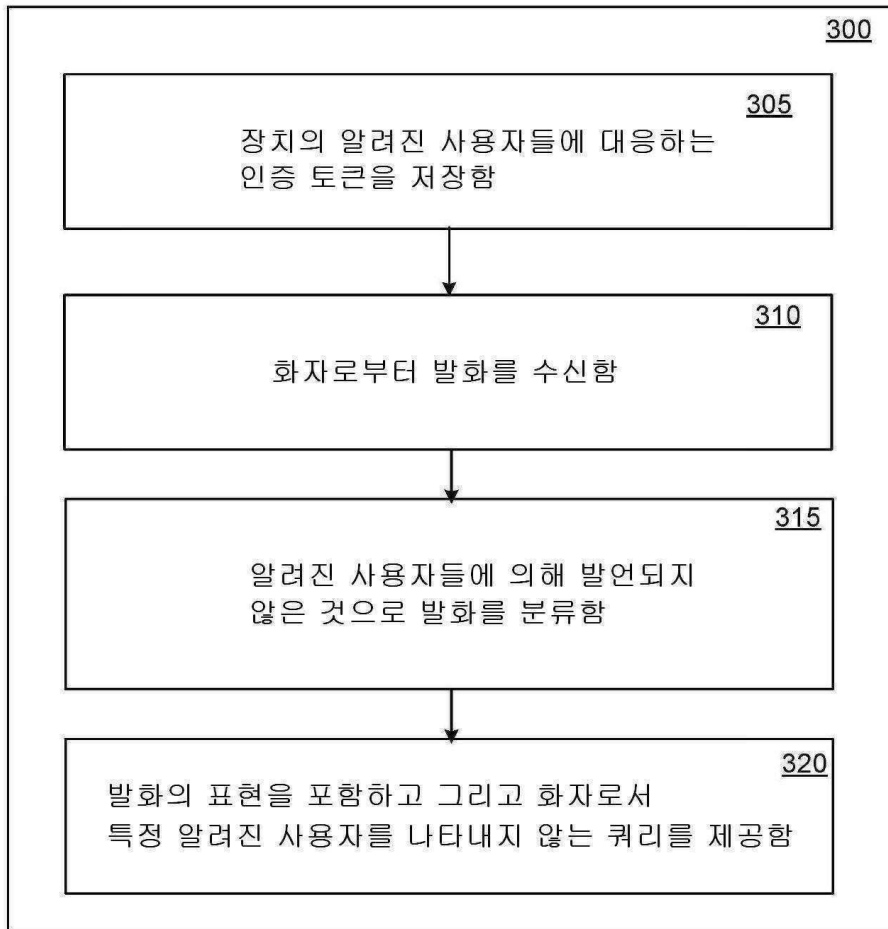 300
305
장치의 알려진 사용자들에 대응하는
인증 토큰을 저장함
310
화자로부터 발화를 수신함
315
알려진 사용자들에 의해 발언되지
않은 것으로 발화를 분류함
320
발화의 표현을 포함하고 그리고 화자로서
특정 알려진 사용자를 나타내지 않는 쿼리를 제공함